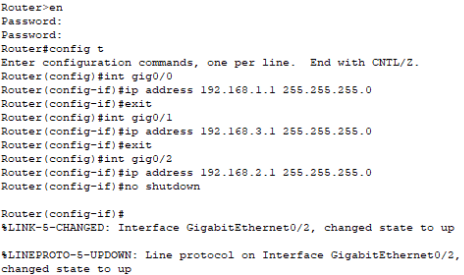 Router>en
Password:
Password:
Router#config t
Enter configuration commands, one per line.  End with CNTL/Z.
Router(config)#int gig0/0
Router(config-if)#ip address 192.168.1.1 255.255.255.0
Router(config-if)#exit
Router(config)#int gig0/1
Router(config-if)#ip address 192.168.3.1 255.255.255.0
Router(config-if)#exit
Router(config)#int gig0/2
Router(config-if)#ip address 192.168.2.1 255.255.255.0
Router(config-if)#no shutdown
Router(config-if)#
%LINK-5-CHANGED: Interface GigabitEthernet0/2, changed state to up
%LINEPROTO-5-UPDOWN: Line protocol on Interface GigabitEthernet0/2,
changed state to up